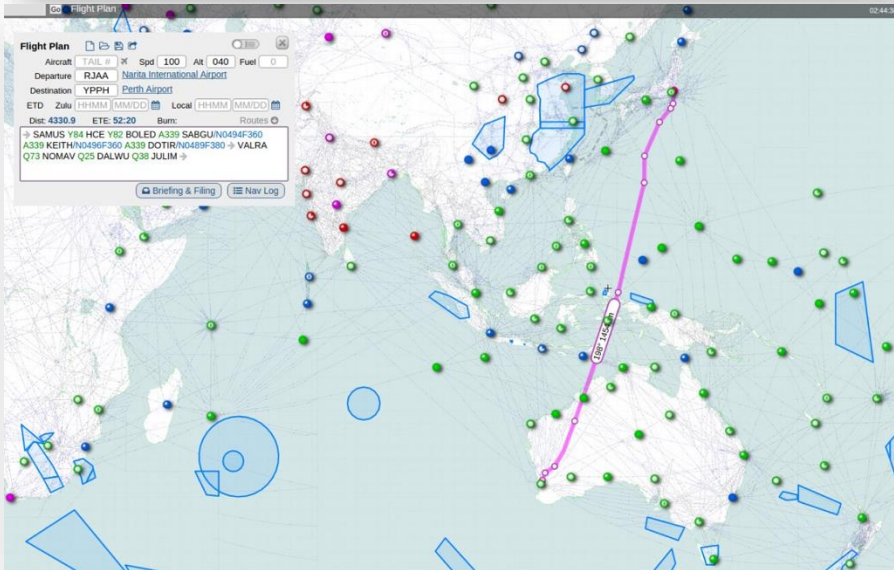 Go Flight Plan 02:44:3
Flight Plan
Aircraft TAIL # Spd 100 Alt 040 Fuel 0
Departure RJAA Narita International Airport
Destination YPPH Perth Airport
ETD Zulu HHMM MM/DD Local HHMM MM/DD
Dist: 4330.9 ETE: 52:20 Burn: Routes
SAMUS Y84 HCE Y82 BOLED A339 SABGU/N0494F360
A339 KEITH/N0496F360 A339 DOTIR/N0489F380 → VALRA
Q73 NOMAV Q25 DALWU Q38 JULIM →
Briefing & Filing Nav Log